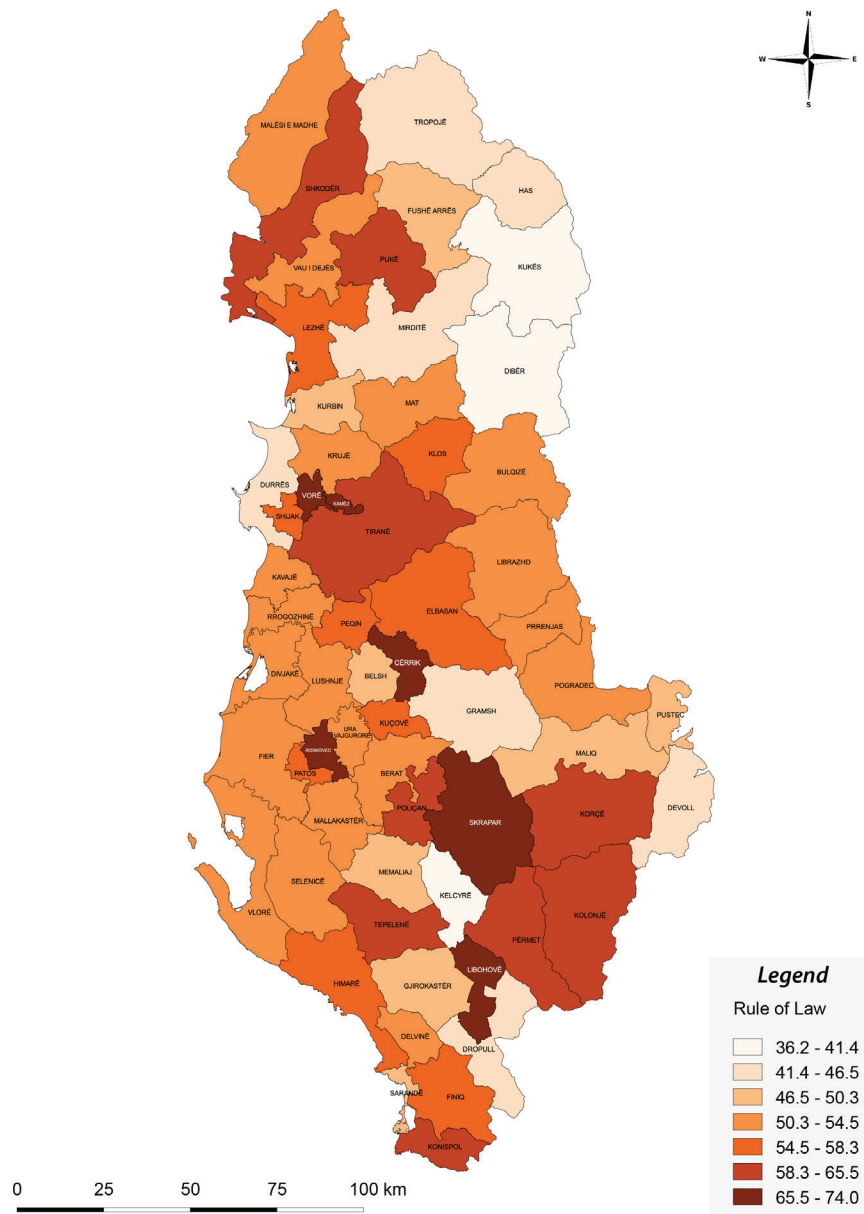 N
W E
S
MALËSI E MADHE
TROPOJË
SHKODËR
HAS
FUSHË ARRËS
PUKË
VAU I DEJËS
KUKËS
LEZHË
MIRDITË
DIBËR
KURBIN
MAT
KRUJË
KLOS
BULQIZË
DURRËS
VORË
KAMËZ
SHIJAK
TIRANË
LIBRAZHD
KAVAJË
ELBASAN
RROGOZHINË
PEQIN
PRRENJAS
CËRRIK
DIVJAKË
LUSHNJE
BELSH
POGRADEC
GRAMSH
PUSTEC
KUÇOVË
URA
VAJGURORË
ROSKOVEC
FIER
MALIQ
PATOS
BERAT
POLIÇAN
DEVOLL
KORÇË
MALLAKASTËR
SKRAPAR
MEMALIAJ
SELENICË
KELCYRË
VLORË
KOLONJË
TEPELENË
PËRMET
LIBOHOVË
HIMARË
GJIROKASTËR
DELVINË
DROPULL
SARANDË
FINIQ
KONISPOL
Legend
Rule of Law
36.2 - 41.4
41.4 - 46.5
46.5 - 50.3
50.3 - 54.5
54.5 - 58.3
58.3 - 65.5
65.5 - 74.0
0 25 50 75 100 km